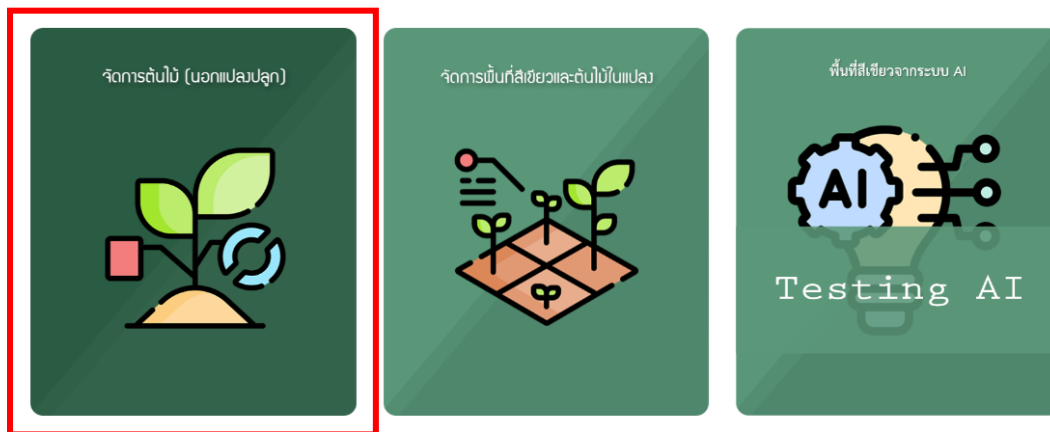 จัดการต้นไม้ (นอกแปลงปลูก)
จัดการพื้นที่สีเขียวและต้นไม้ในแปลง
พื้นที่สีเขียวจากระบบ AI
AI
Testing AI